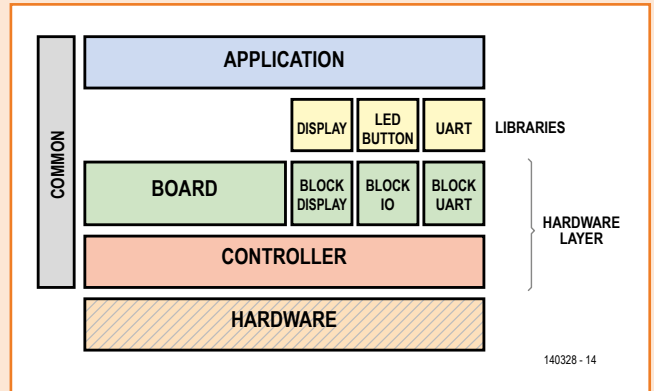 COMMON
APPLICATION
DISPLAY
LED
BUTTON
UART
LIBRARIES
BOARD
BLOCK
DISPLAY
BLOCK
IO
BLOCK
UART
HARDWARE
LAYER
CONTROLLER
HARDWARE
140328 - 14